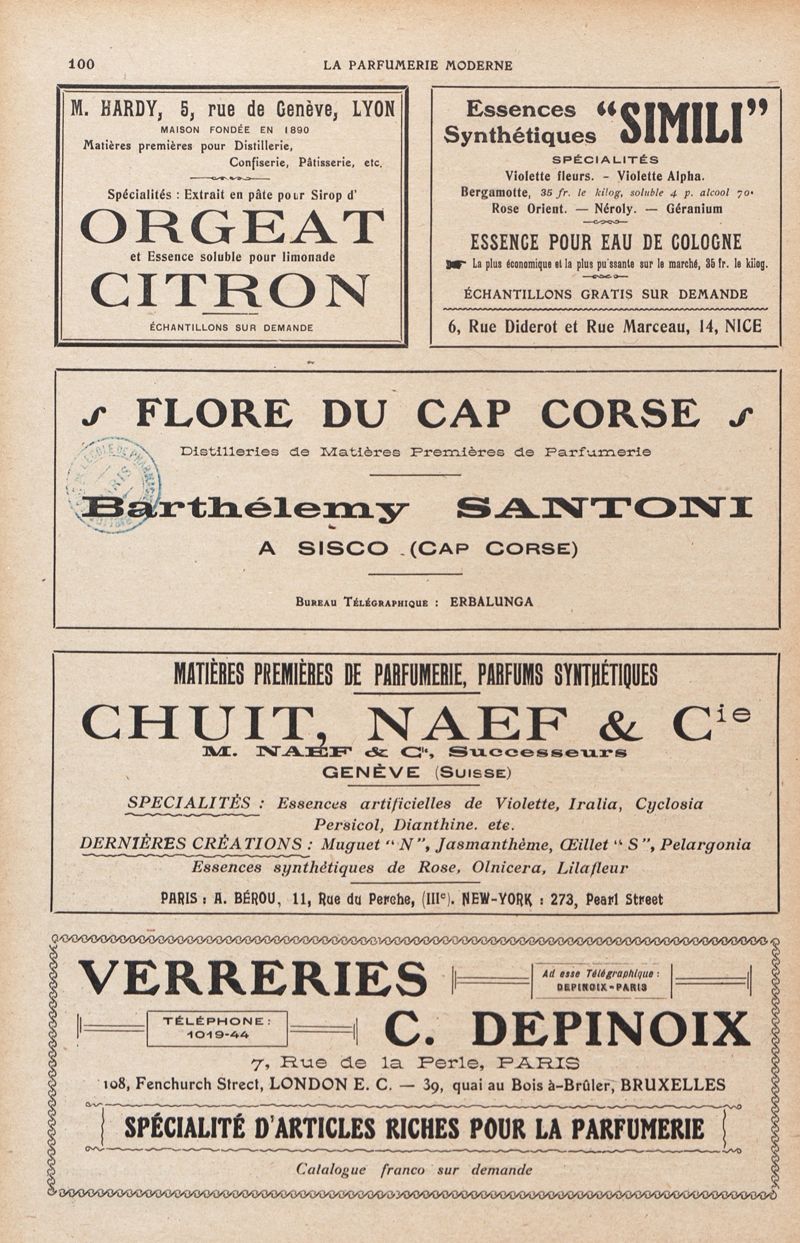 100
LA PARFUMERIE MODERNE
M. HARDY, 5, rue de Genève, LYON
MAISON FONDÉE EN 1890
Matières premières pour Distillerie,
Confiserie, Pâtisserie, etc.
Spécialités : Extrait en pâte pour Sirop d'
ORGEAT
et Essence soluble pour limonade
CITRON
ÉCHANTILLONS SUR DEMANDE
Essences Synthétiques “SIMILI”
SPÉCIALITÉS
Violette fleurs. - Violette Alpha.
Bergamotte, 35 fr. le kilog, soluble 4 p. alcool 70°
Rose Orient. — Néroly. — Géranium
ESSENCE POUR EAU DE COLOGNE
La plus économique et la plus pu ssante sur le marché, 35 fr. le kilog.
ÉCHANTILLONS GRATIS SUR DEMANDE
6, Rue Diderot et Rue Marceau, 14, NICE
FLORE DU CAP CORSE
Distilleries de Matières Premières de Parfumerie
Barthélemy SANTONI
A SISCO (CAP CORSE)
BUREAU TÉLÉGRAPHIQUE : ERBALUNGA
MATIÈRES PREMIÈRES DE PARFUMERIE, PARFUMS SYNTHÉTIQUES
CHUIT, NAEF & Cie
M. NAEF & Cie, Successeurs
GENÈVE (SUISSE)
SPECIALITÉS : Essences artificielles de Violette, Iralia, Cyclosia
Persicol, Dianthine. etc.
DERNIÈRES CRÉATIONS : Muguet “N”, Jasmanthème, Œillet “S”, Pelargonia
Essences synthétiques de Rose, Olnicera, Lilafleur
PARIS : A. BÉROU, 11, Rue du Perche, (IIIe). NEW-YORK : 273, Pearl Street
VERRERIES
Ad esse Télégraphique :
DEPINOIX-PARIS
TÉLÉPHONE :
1019-44
C. DEPINOIX
7, Rue de la Perle, PARIS
108, Fenchurch Street, LONDON E. C. — 39, quai au Bois à-Brûler, BRUXELLES
SPÉCIALITÉ D'ARTICLES RICHES POUR LA PARFUMERIE
Catalogue franco sur demande